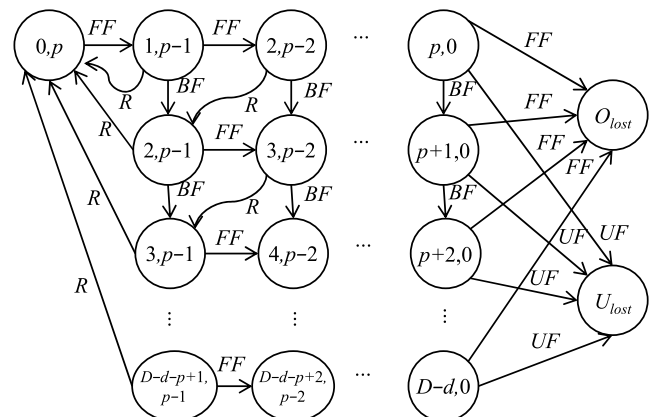 FF FF ... FF
0,p 1,p−1 2,p−2 p,0
R BF R BF BF FF O_lost
R FF FF
2,p−1 3,p−2 ... p+1,0 FF
BF R BF BF
R FF UF UF
3,p−1 4,p−2 ... p+2,0 UF
R U_lost
⋮ ⋮ ⋮
FF UF
D−d−p+1, p−1 D−d−p+2, p−2 ... D−d,0